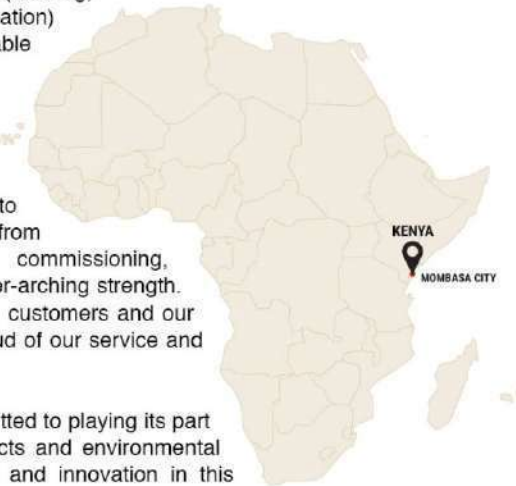 ation)
able
to
from
commissioning,
er-arching strength.
customers and our
ud of our service and
tted to playing its part
cts and environmental
and innovation in this
KENYA
MOMBASA CITY